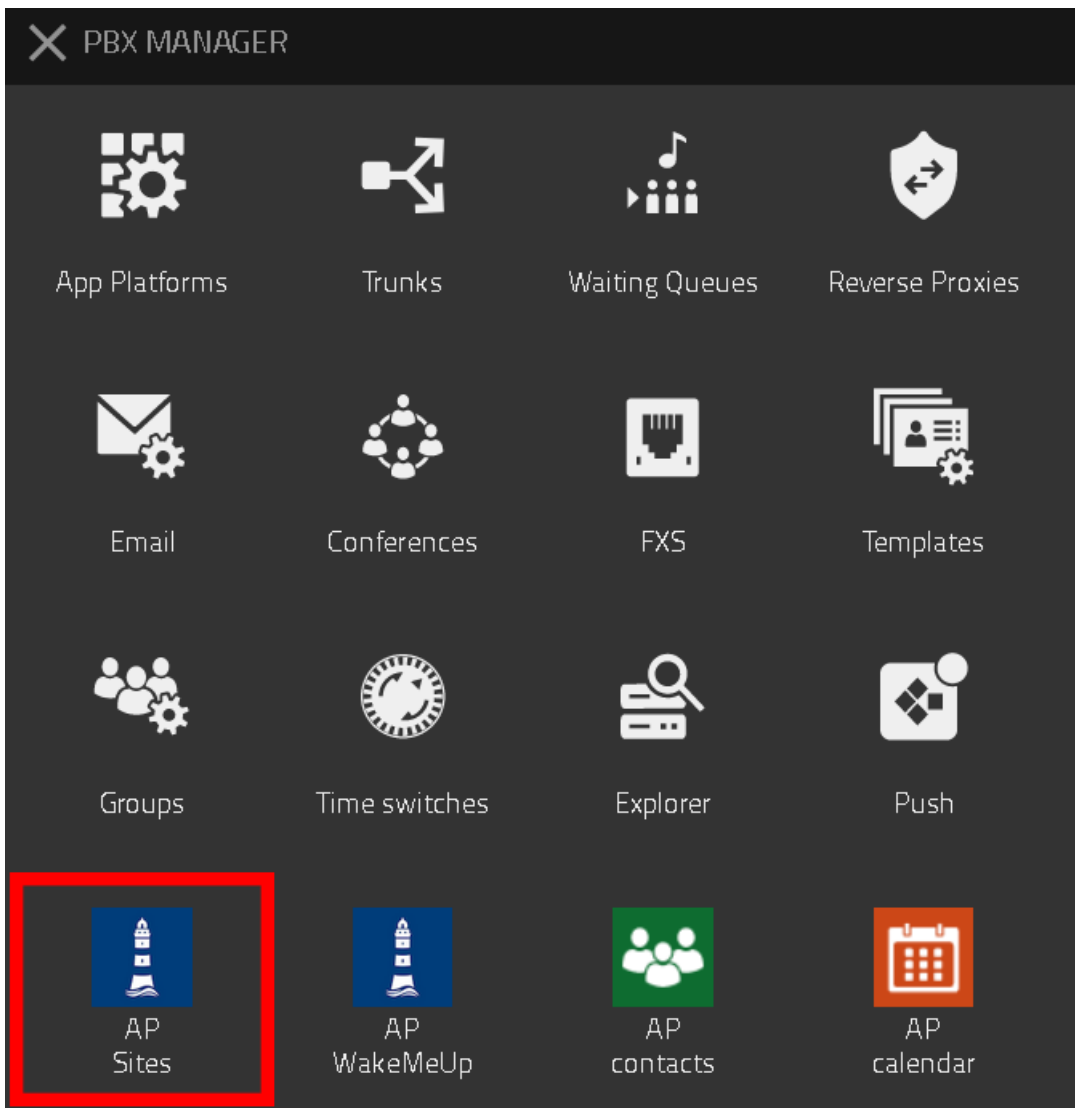 PBX MANAGER
App Platforms
Trunks
Waiting Queues
Reverse Proxies
Email
Conferences
FXS
Templates
Groups
Time switches
Explorer
Push
AP
Sites
AP
WakeMeUp
AP
contacts
AP
calendar